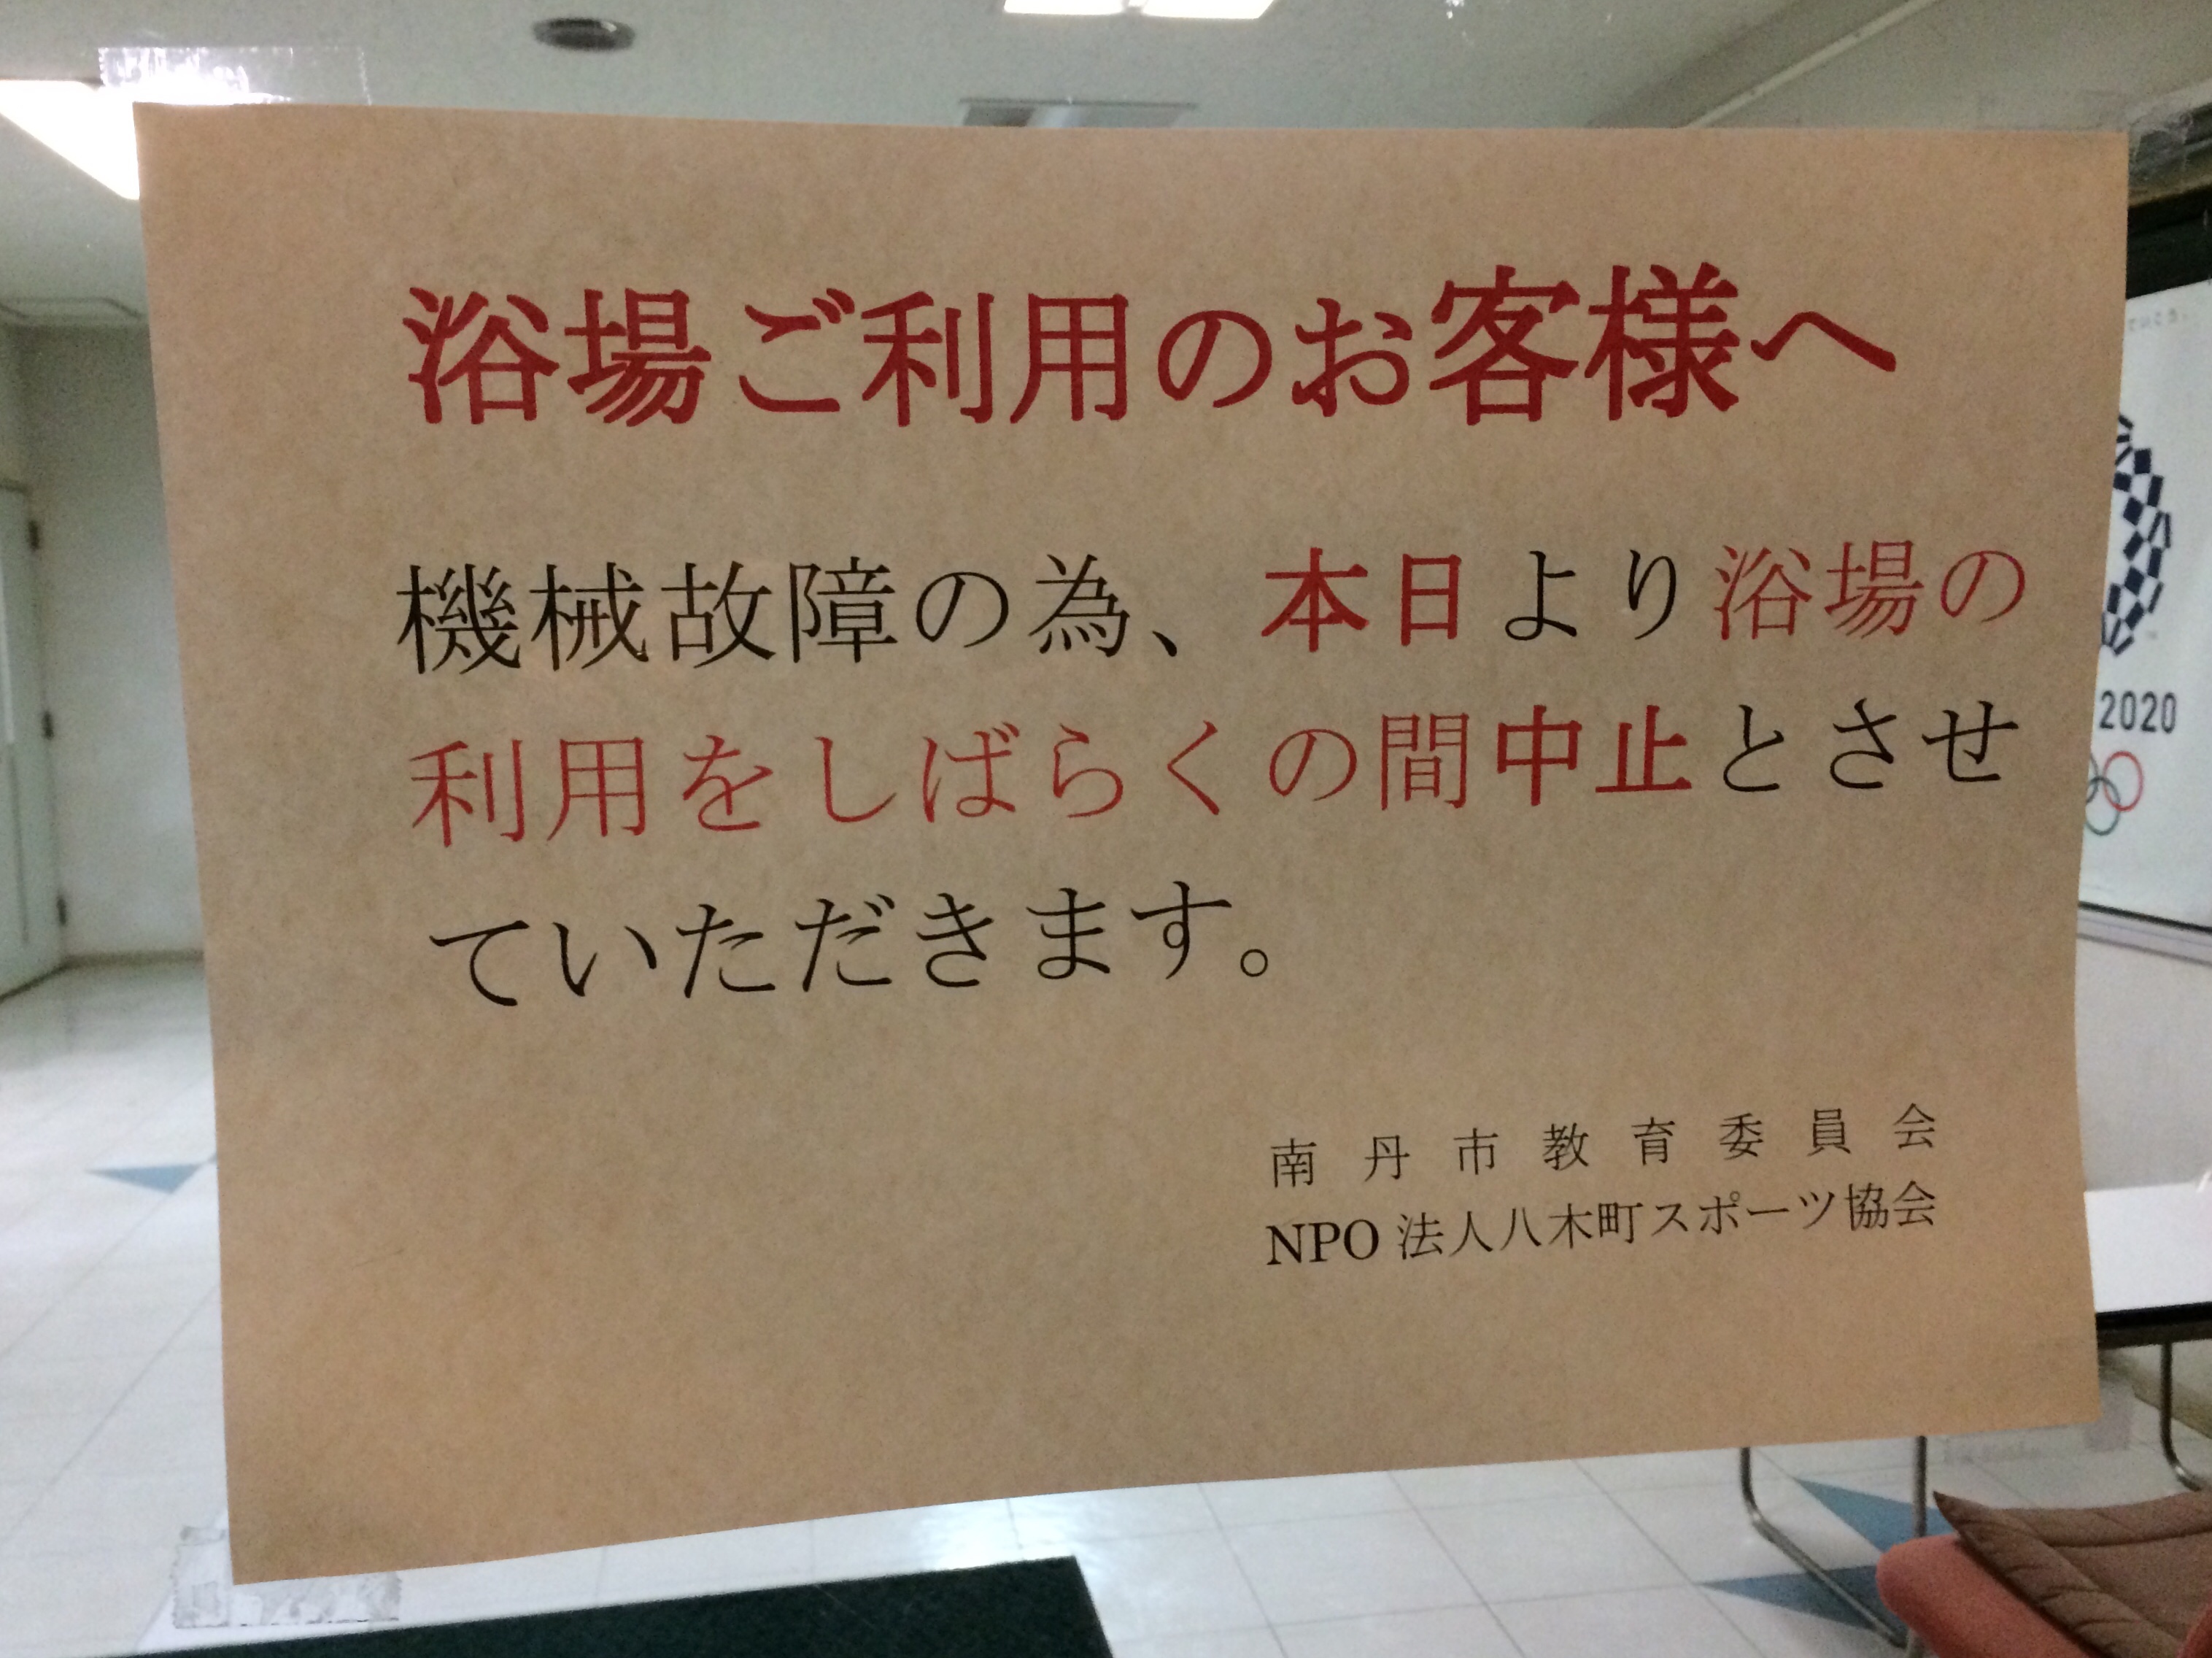 浴場ご利用のお客様へ
機械故障の為、本日より浴場の
利用をしばらくの間中止とさせ
ていただきます。
南丹市教育委員会
NPO 法人八木町スポーツ協会
2020